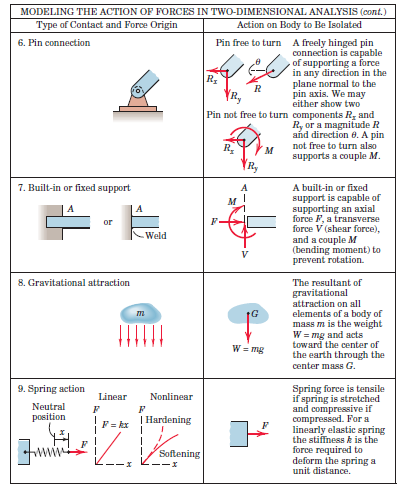 MODELING THE ACTION OF FORCES IN TWO-DIMENSIONAL ANALYSIS (cont.)
Type of Contact and Force Origin
Action on Body to Be Isolated
6. Pin connection
Pin free to turn
θ
Rx
R
Ry
Pin not free to turn
Rx
M
Ry
A freely hinged pin
connection is capable
of supporting a force
in any direction in the
plane normal to the
pin axis. We may
either show two
components Rx and
Ry or a magnitude R
and direction θ. A pin
not free to turn also
supports a couple M.
7. Built-in or fixed support
A
or
A
Weld
A
M
F
V
A built-in or fixed
support is capable of
supporting an axial
force F, a transverse
force V (shear force),
and a couple M
(bending moment) to
prevent rotation.
8. Gravitational attraction
m
G
W = mg
The resultant of
gravitational
attraction on all
elements of a body of
mass m is the weight
W = mg and acts
toward the center of
the earth through the
center mass G.
9. Spring action
Neutral
position
x
F
Linear
F
F = kx
x
Nonlinear
F
Hardening
Softening
x
F
Spring force is tensile
if spring is stretched
and compressive if
compressed. For a
linearly elastic spring
the stiffness k is the
force required to
deform the spring a
unit distance.